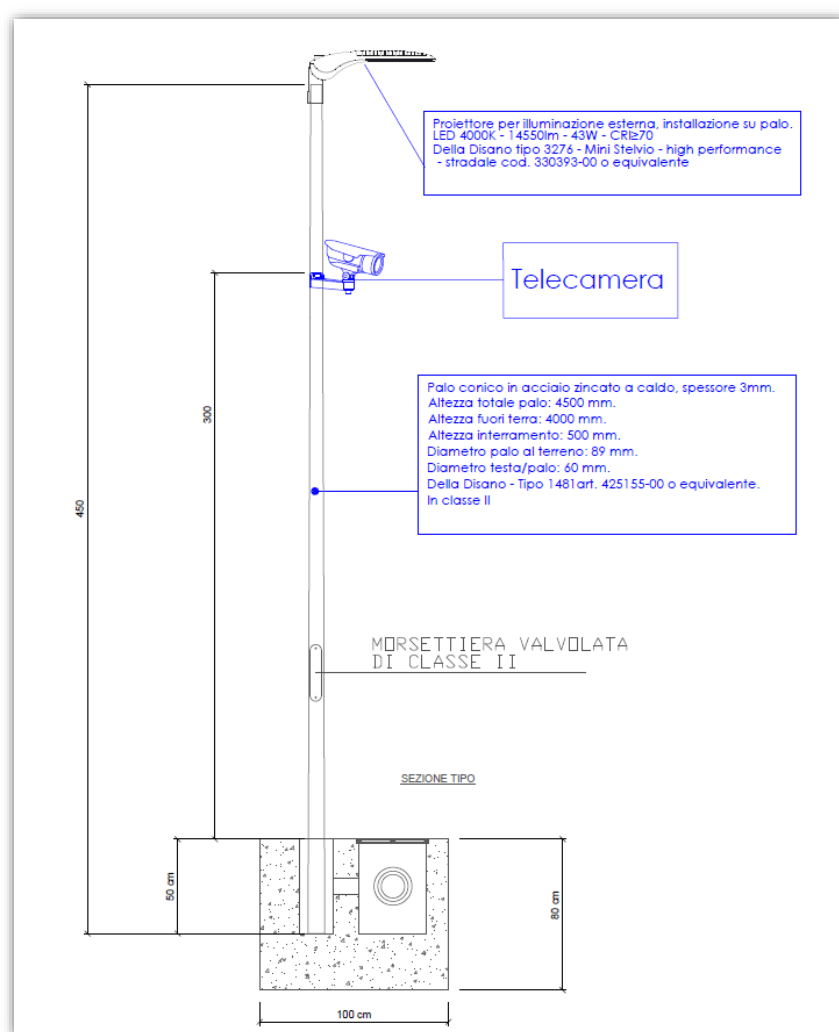 Proiettore per illuminazione esterna, installazione su palo.
LED 4000K - 14550lm - 43W - CRI≥70
Della Disano tipo 3276 - Mini Stelvio - high performance
- stradale cod. 330393-00 o equivalente
Telecamera
Palo conico in acciaio zincato a caldo, spessore 3mm.
Altezza totale palo: 4500 mm.
Altezza fuori terra: 4000 mm.
Altezza interramento: 500 mm.
Diametro palo al terreno: 89 mm.
Diametro testa/palo: 60 mm.
Della Disano - Tipo 1481art. 425155-00 o equivalente.
In classe II
300
450
MORSETTIERA VALVOLATA
DI CLASSE II
SEZIONE TIPO
50 cm
80 cm
100 cm